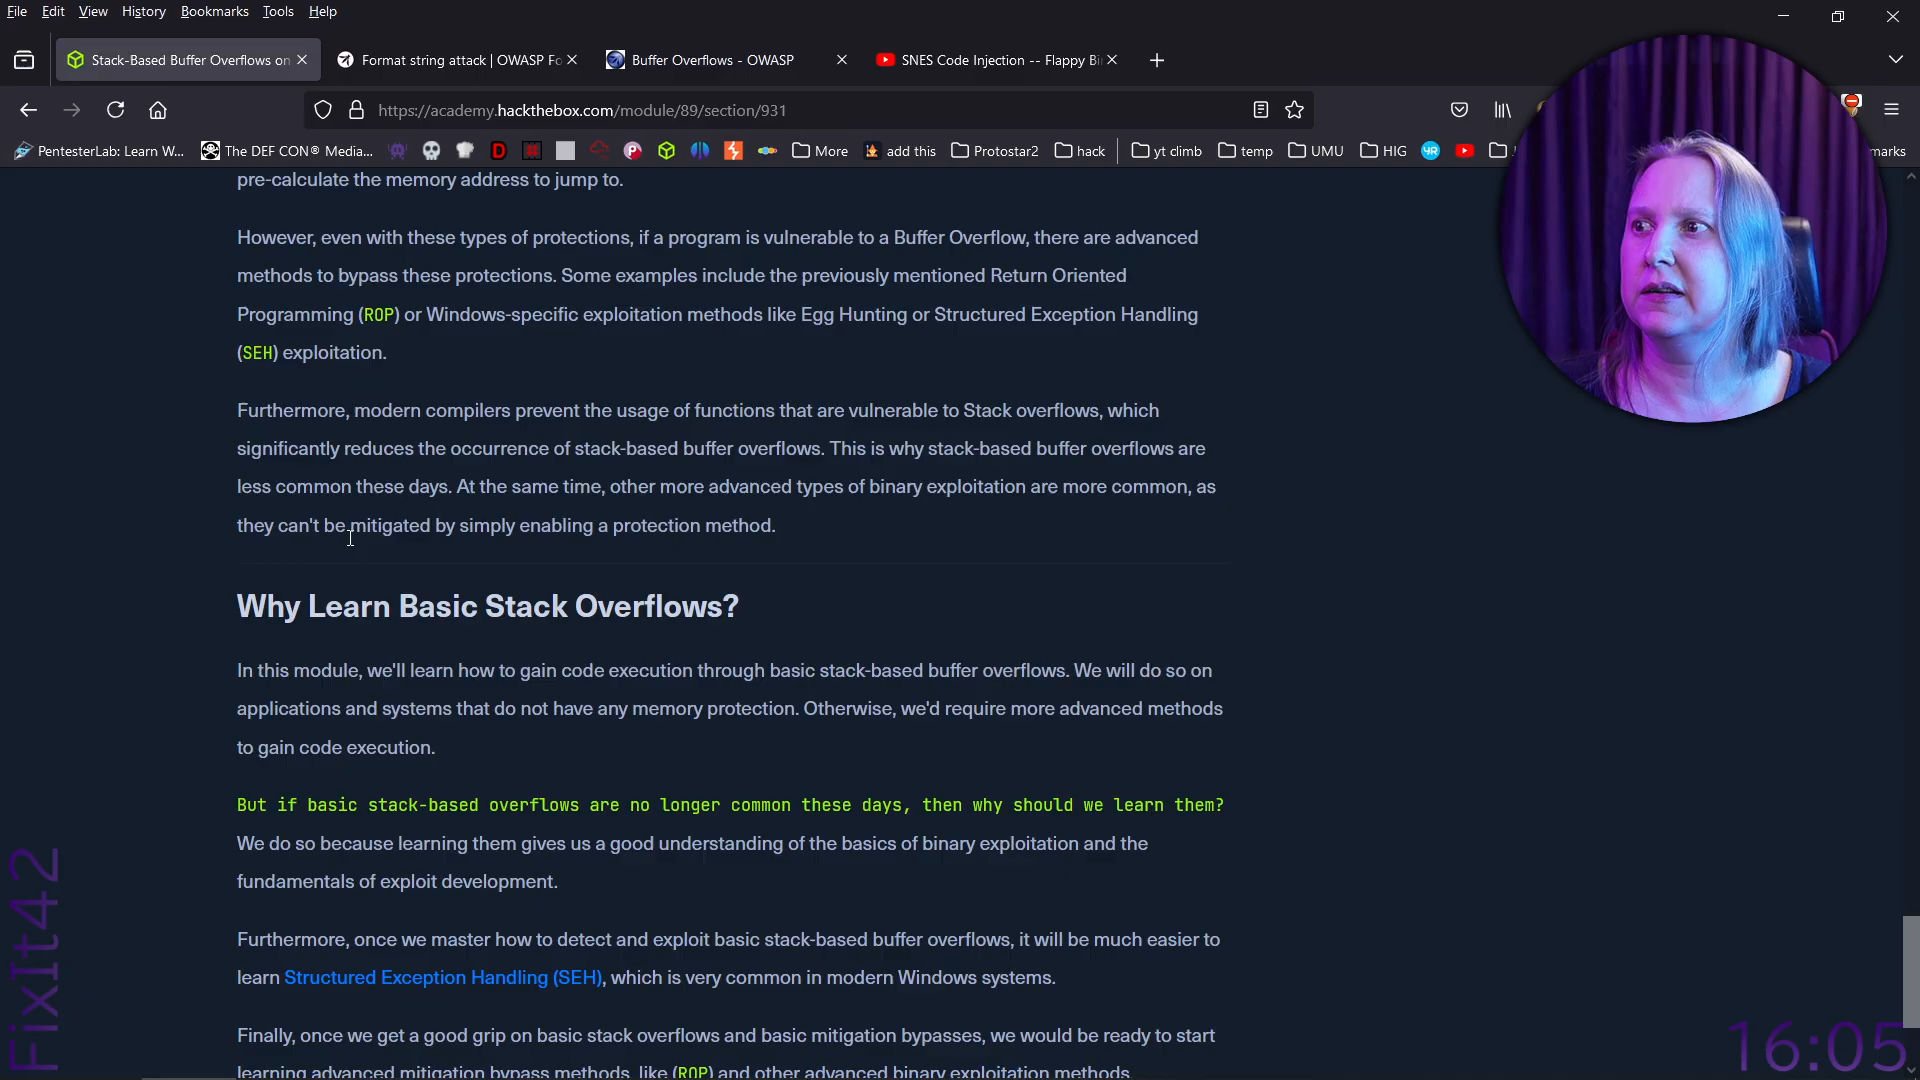 File Edit View History Bookmarks Tools Help
Stack-Based Buffer Overflows on
Format string attack | OWASP Fo
Buffer Overflows - OWASP
SNES Code Injection -- Flappy Bi
https://academy.hackthebox.com/module/89/section/931
PentesterLab: Learn W... The DEF CON® Media... More add this Protostar2 hack yt climb temp UMU HIG marks
pre-calculate the memory address to jump to.
However, even with these types of protections, if a program is vulnerable to a Buffer Overflow, there are advanced
methods to bypass these protections. Some examples include the previously mentioned Return Oriented
Programming (ROP) or Windows-specific exploitation methods like Egg Hunting or Structured Exception Handling
(SEH) exploitation.
Furthermore, modern compilers prevent the usage of functions that are vulnerable to Stack overflows, which
significantly reduces the occurrence of stack-based buffer overflows. This is why stack-based buffer overflows are
less common these days. At the same time, other more advanced types of binary exploitation are more common, as
they can't be mitigated by simply enabling a protection method.
Why Learn Basic Stack Overflows?
In this module, we'll learn how to gain code execution through basic stack-based buffer overflows. We will do so on
applications and systems that do not have any memory protection. Otherwise, we'd require more advanced methods
to gain code execution.
But if basic stack-based overflows are no longer common these days, then why should we learn them?
We do so because learning them gives us a good understanding of the basics of binary exploitation and the
fundamentals of exploit development.
Furthermore, once we master how to detect and exploit basic stack-based buffer overflows, it will be much easier to
learn Structured Exception Handling (SEH), which is very common in modern Windows systems.
Finally, once we get a good grip on basic stack overflows and basic mitigation bypasses, we would be ready to start
learning advanced mitigation bypass methods, like (ROP) and other advanced binary exploitation methods.
FixIt42
16:05